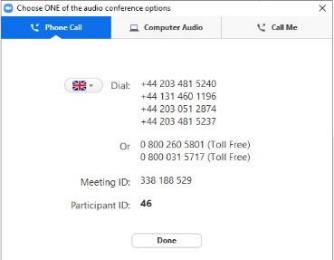 Choose ONE of the audio conference options
Phone Call
Computer Audio
Call Me
Dial: +44 203 481 5240
+44 131 460 1196
+44 203 051 2874
+44 203 481 5237
Or 0 800 260 5801 (Toll Free)
0 800 031 5717 (Toll Free)
Meeting ID: 338 188 529
Participant ID: 46
Done